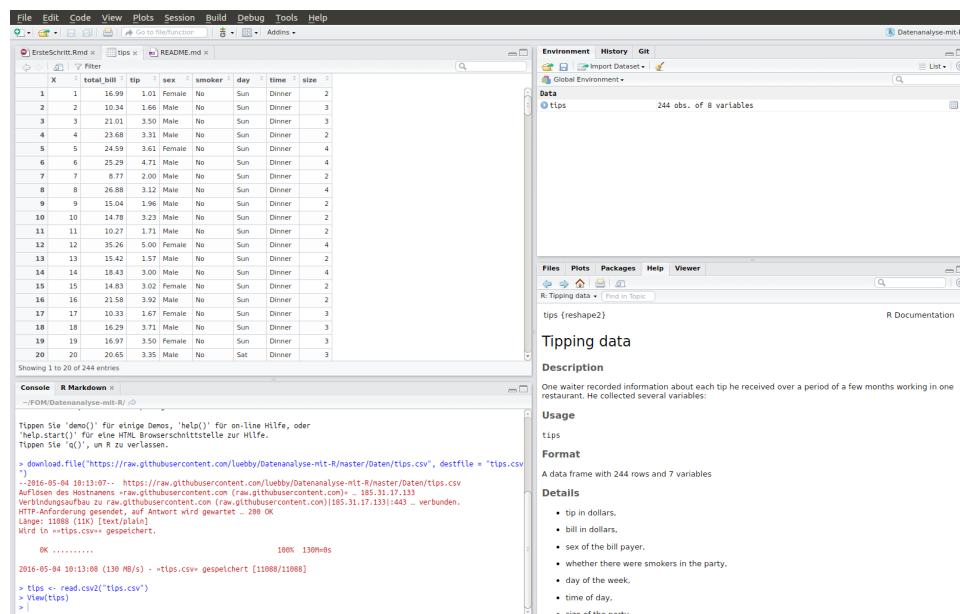 File Edit Code View Plots Session Build Debug Tools Help
Go to file/function Addins Datenanalyse-mit-R
ErsteSchritt.Rmd tips README.md
Filter
X total_bill tip sex smoker day time size
1 1 16.99 1.01 Female No Sun Dinner 2
2 2 10.34 1.66 Male No Sun Dinner 3
3 3 21.01 3.50 Male No Sun Dinner 3
4 4 23.68 3.31 Male No Sun Dinner 2
5 5 24.59 3.61 Female No Sun Dinner 4
6 6 25.29 4.71 Male No Sun Dinner 4
7 7 8.77 2.00 Male No Sun Dinner 2
8 8 26.88 3.12 Male No Sun Dinner 4
9 9 15.04 1.96 Male No Sun Dinner 2
10 10 14.78 3.23 Male No Sun Dinner 2
11 11 10.27 1.71 Male No Sun Dinner 2
12 12 35.26 5.00 Female No Sun Dinner 4
13 13 15.42 1.57 Male No Sun Dinner 2
14 14 18.43 3.00 Male No Sun Dinner 4
15 15 14.83 3.02 Female No Sun Dinner 2
16 16 21.58 3.92 Male No Sun Dinner 2
17 17 10.33 1.67 Female No Sun Dinner 3
18 18 16.29 3.71 Male No Sun Dinner 3
19 19 16.97 3.50 Female No Sun Dinner 3
20 20 20.65 3.35 Male No Sat Dinner 3
Showing 1 to 20 of 244 entries
Console R Markdown
~/FOM/Datenanalyse-mit-R/
Tippen Sie 'demo()' für einige Demos, 'help()' für on-line Hilfe, oder
'help.start()' für eine HTML Browserschnittstelle zur Hilfe.
Tippen Sie 'q()', um R zu verlassen.
> download.file("https://raw.githubusercontent.com/luebby/Datenanalyse-mit-R/master/Daten/tips.csv", destfile = "tips.csv
")
--2016-05-04 10:13:07-- https://raw.githubusercontent.com/luebby/Datenanalyse-mit-R/master/Daten/tips.csv
Auflösen des Hostnamens »raw.githubusercontent.com (raw.githubusercontent.com)« … 185.31.17.133
Verbindungsaufbau zu raw.githubusercontent.com (raw.githubusercontent.com)|185.31.17.133|:443 … verbunden.
HTTP-Anforderung gesendet, auf Antwort wird gewartet … 200 OK
Länge: 11088 (11K) [text/plain]
Wird in »»tips.csv«« gespeichert.
0K .......... 100% 130M=0s
2016-05-04 10:13:08 (130 MB/s) - »tips.csv« gespeichert [11088/11088]
> tips <- read.csv2("tips.csv")
> View(tips)
>
Environment History Git
Import Dataset List
Global Environment
Data
tips 244 obs. of 8 variables
Files Plots Packages Help Viewer
R: Tipping data Find in Topic
tips {reshape2} R Documentation
Tipping data
Description
One waiter recorded information about each tip he received over a period of a few months working in one
restaurant. He collected several variables:
Usage
tips
Format
A data frame with 244 rows and 7 variables
Details
• tip in dollars,
• bill in dollars,
• sex of the bill payer,
• whether there were smokers in the party,
• day of the week,
• time of day,
• size of the party